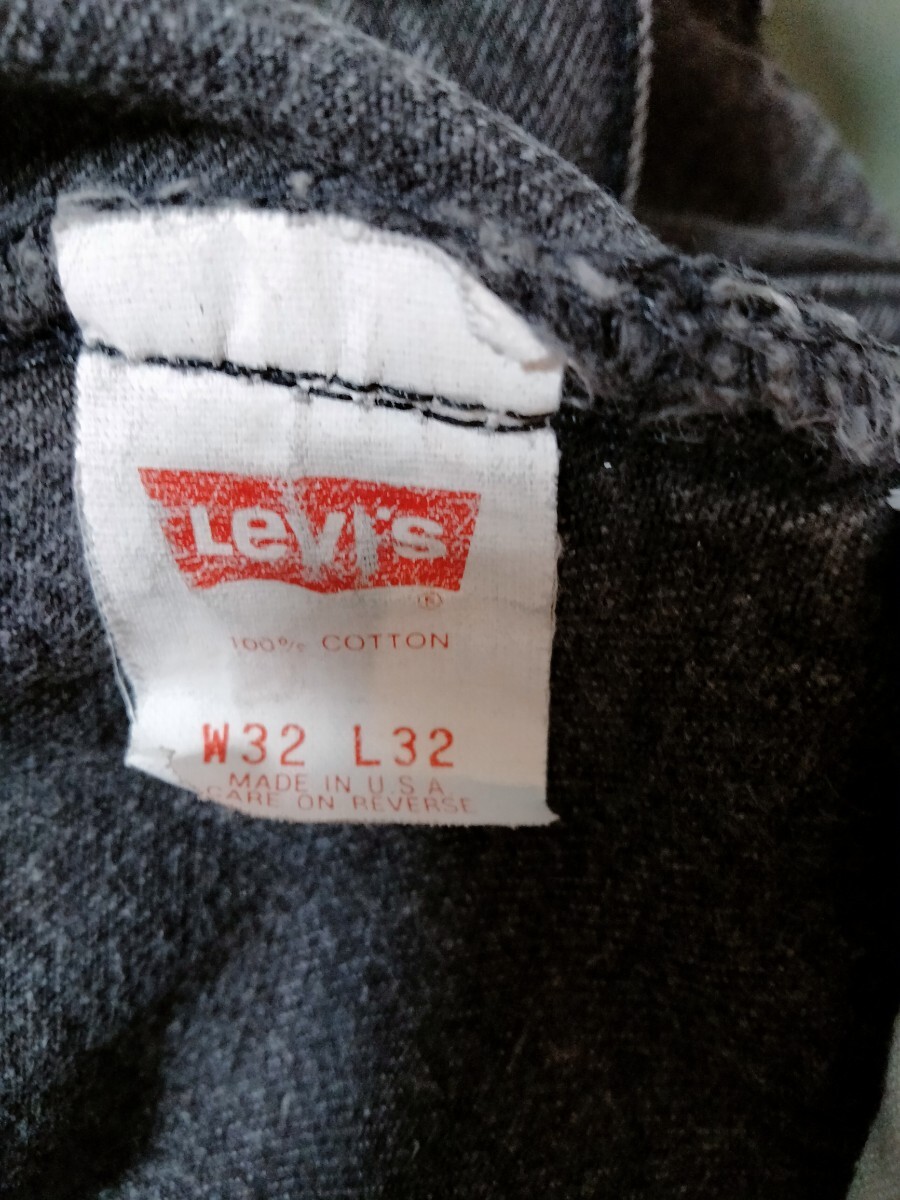 Levi's
®
100% COTTON
W32 L32
MADE IN U.S.A.
CARE ON REVERSE